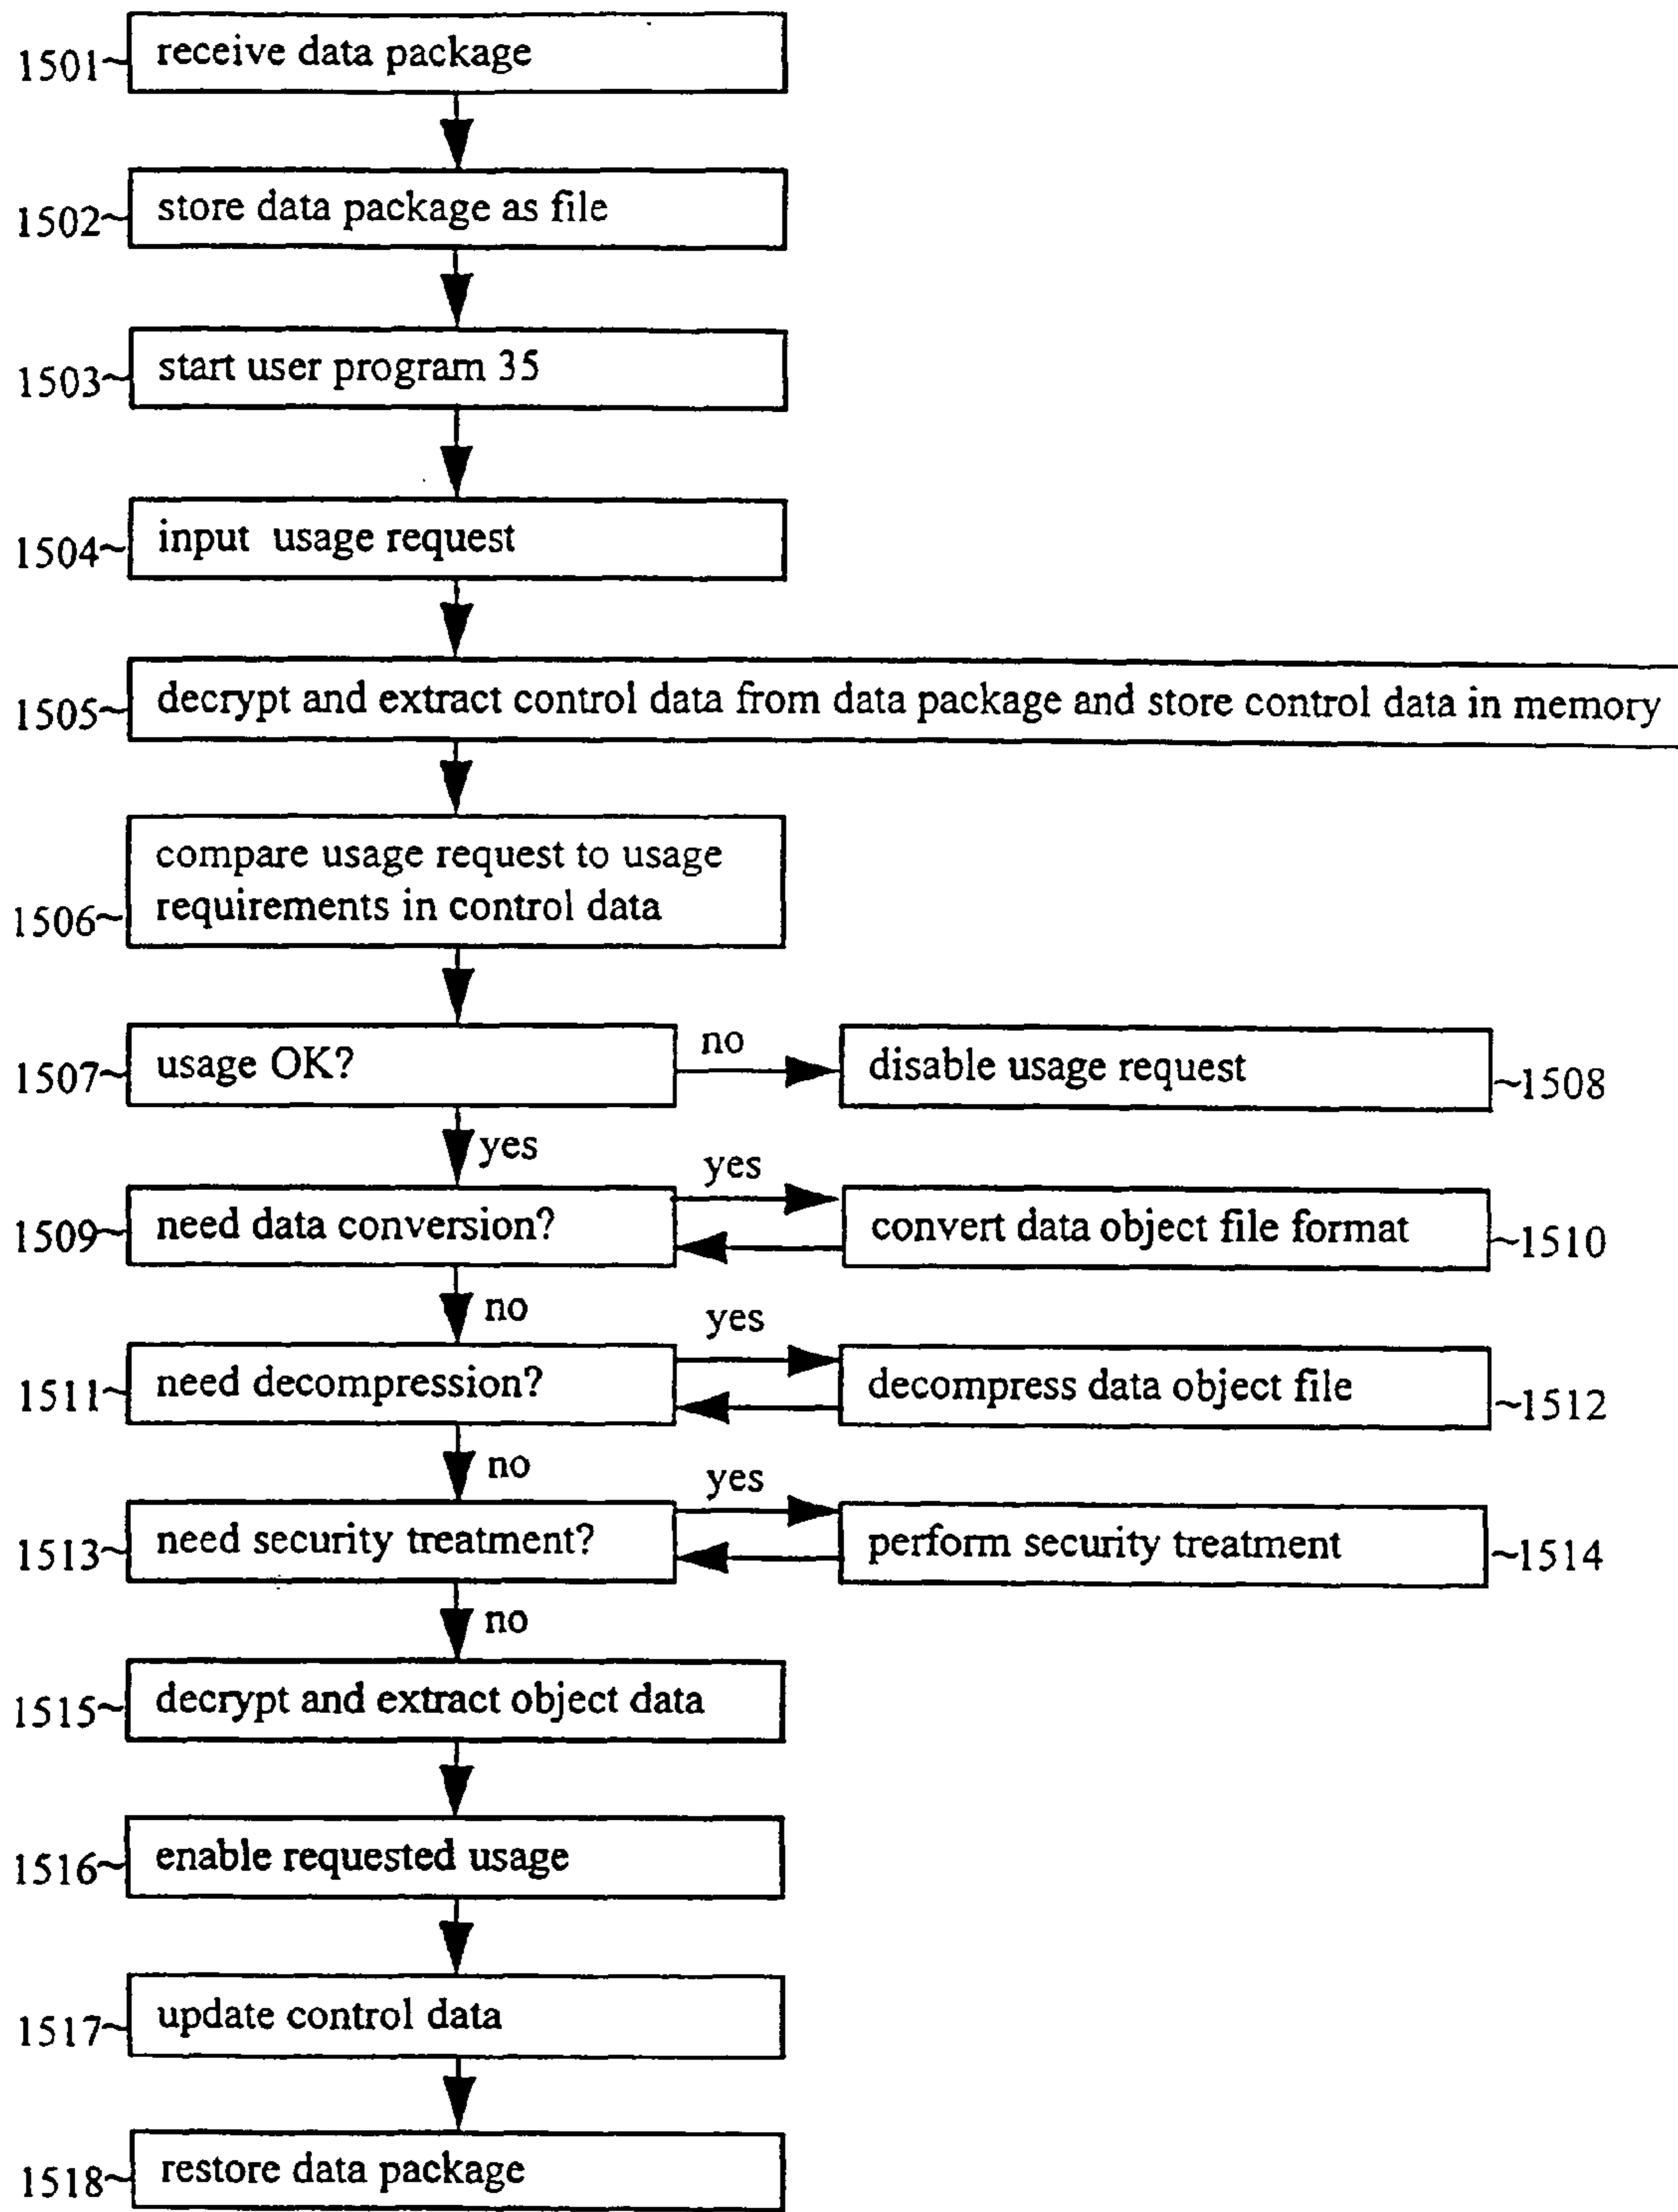 1501~ receive data package
1502~ store data package as file
1503~ start user program 35
1504~ input usage request
1505~ decrypt and extract control data from data package and store control data in memory
compare usage request to usage
1506~ requirements in control data
1507~ usage OK? no disable usage request ~1508
yes
yes
1509~ need data conversion? convert data object file format ~1510
no
yes
1511~ need decompression? decompress data object file ~1512
no
yes
1513~ need security treatment? perform security treatment ~1514
no
1515~ decrypt and extract object data
1516~ enable requested usage
1517~ update control data
1518~ restore data package